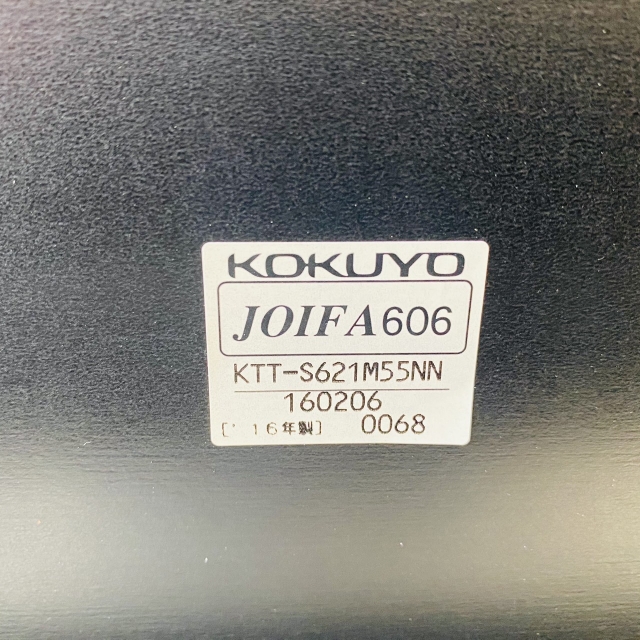 KOKUYO
JOIFA606
KTT-S621M55NN
160206
['16年製] 0068